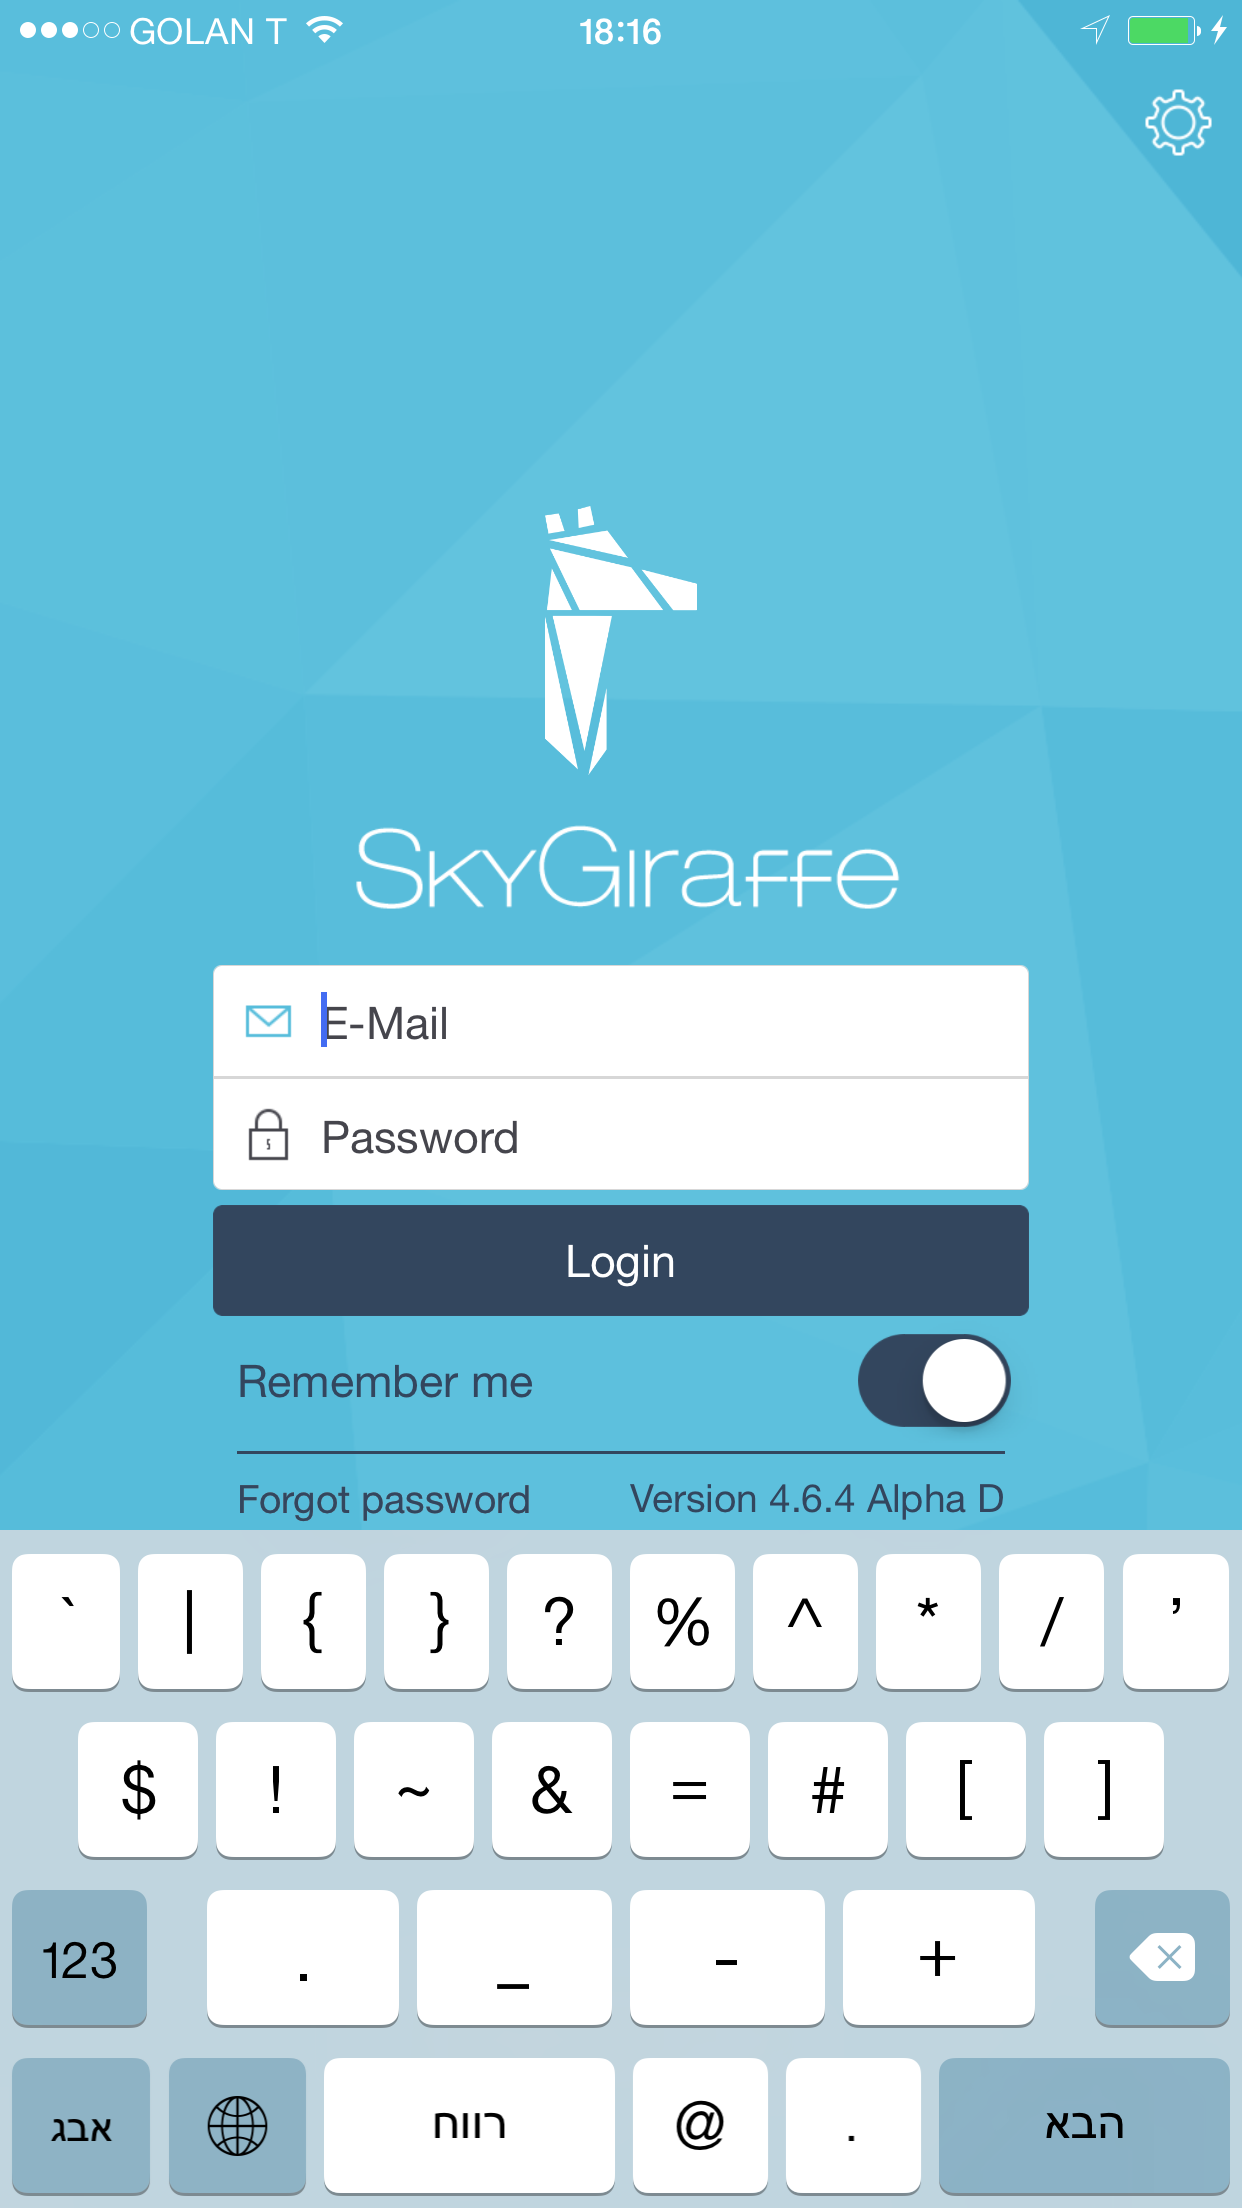 GOLAN T 18:16
SkyGiraffe
E-Mail
Password
Login
Remember me
Forgot password Version 4.6.4 Alpha D
` | { } ? % ^ * / ’
$ ! ~ & = # [ ]
123 . _ - +
אבג רווח @ . הבא